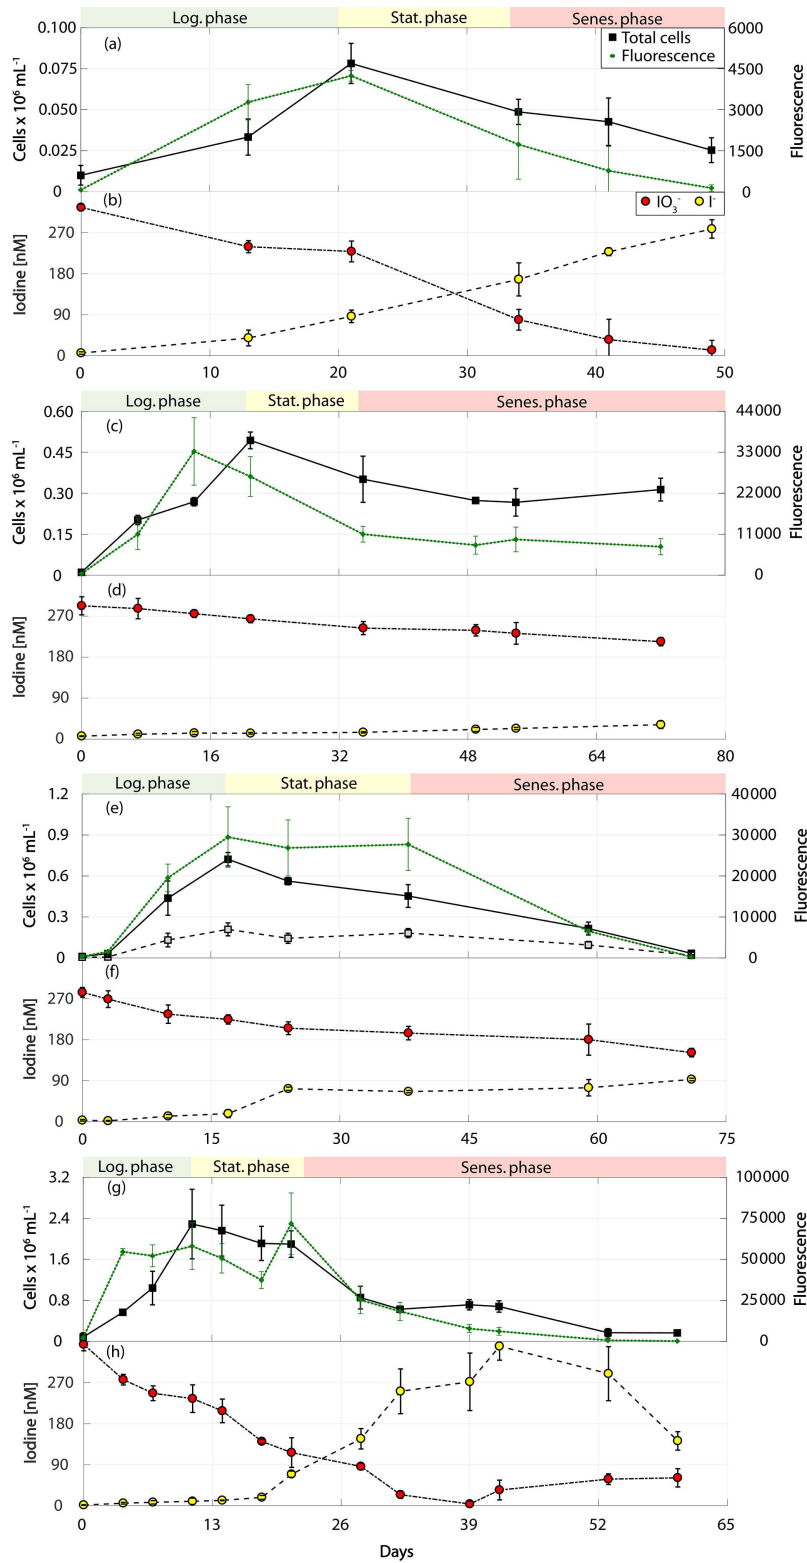 Log. phase Stat. phase Senes. phase
0.100 (a) 6000
Total cells
Fluorescence
0.075 4500
0.050 3000
0.025 1500
0 0
Cells x 10⁶ mL⁻¹
Fluorescence
(b)
IO₃⁻ I⁻
270
180
90
0
Iodine [nM]
0 10 20 30 40 50
Log. phase Stat. phase Senes. phase
0.60 (c) 44000
0.45 33000
0.30 22000
0.15 11000
0 0
Cells x 10⁶ mL⁻¹
Fluorescence
(d)
270
180
90
0
Iodine [nM]
0 16 32 48 64 80
Log. phase Stat. phase Senes. phase
1.2 (e) 40000
0.9 30000
0.6 20000
0.3 10000
0 0
Cells x 10⁶ mL⁻¹
Fluorescence
(f)
270
180
90
0
Iodine [nM]
0 15 30 45 60 75
Log. phase Stat. phase Senes. phase
3.2 (g) 100000
2.4 75000
1.6 50000
0.8 25000
0 0
Cells x 10⁶ mL⁻¹
Fluorescence
(h)
270
180
90
0
Iodine [nM]
0 13 26 39 52 65
Days